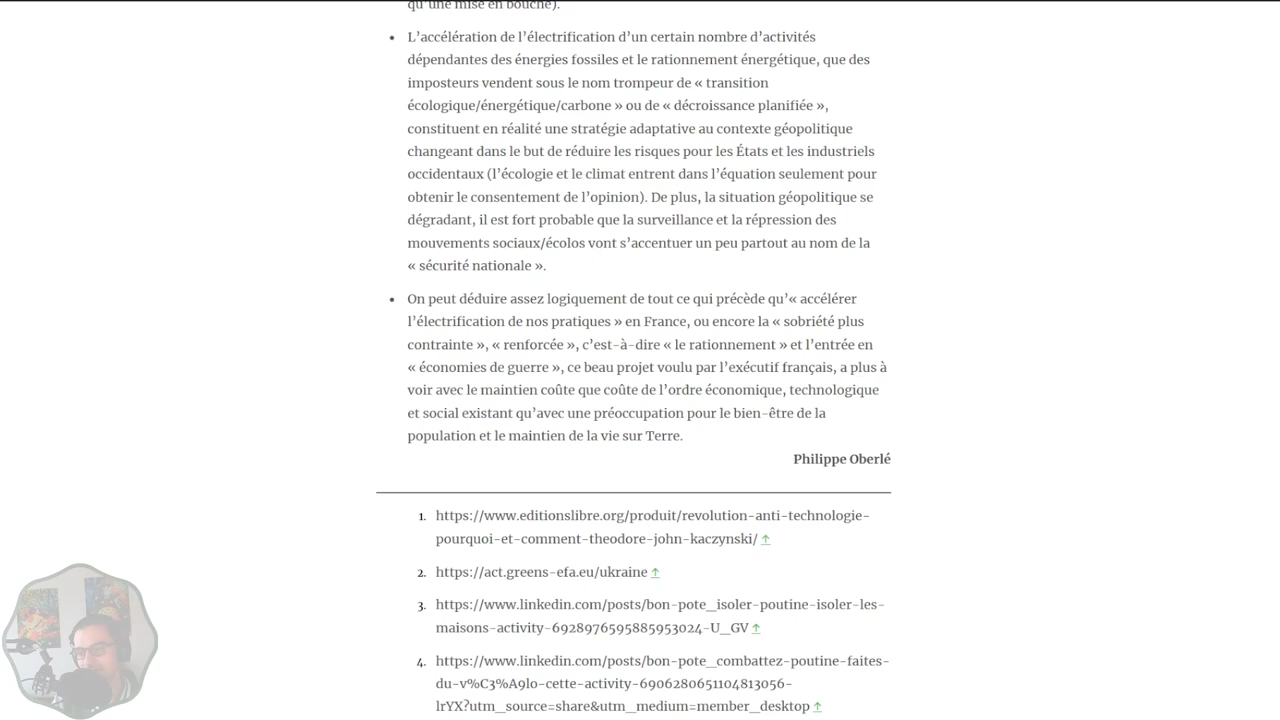 qu’une mise en bouche).
• L’accélération de l’électrification d’un certain nombre d’activités
dépendantes des énergies fossiles et le rationnement énergétique, que des
imposteurs vendent sous le nom trompeur de « transition
écologique/énergétique/carbone » ou de « décroissance planifiée »,
constituent en réalité une stratégie adaptative au contexte géopolitique
changeant dans le but de réduire les risques pour les États et les industriels
occidentaux (l’écologie et le climat entrent dans l’équation seulement pour
obtenir le consentement de l’opinion). De plus, la situation géopolitique se
dégradant, il est fort probable que la surveillance et la répression des
mouvements sociaux/écolos vont s’accentuer un peu partout au nom de la
« sécurité nationale ».
• On peut déduire assez logiquement de tout ce qui précède qu’« accélérer
l’électrification de nos pratiques » en France, ou encore la « sobriété plus
contrainte », « renforcée », c’est-à-dire « le rationnement » et l’entrée en
« économies de guerre », ce beau projet voulu par l’exécutif français, a plus à
voir avec le maintien coûte que coûte de l’ordre économique, technologique
et social existant qu’avec une préoccupation pour le bien-être de la
population et le maintien de la vie sur Terre.
Philippe Oberlé
1. https://www.editionslibre.org/produit/revolution-anti-technologie-
pourquoi-et-comment-theodore-john-kaczynski/ ↑
2. https://act.greens-efa.eu/ukraine ↑
3. https://www.linkedin.com/posts/bon-pote_isoler-poutine-isoler-les-
maisons-activity-6928976595885953024-U_GV ↑
4. https://www.linkedin.com/posts/bon-pote_combattez-poutine-faites-
du-v%C3%A9lo-cette-activity-6906280651104813056-
lrYX?utm_source=share&utm_medium=member_desktop ↑